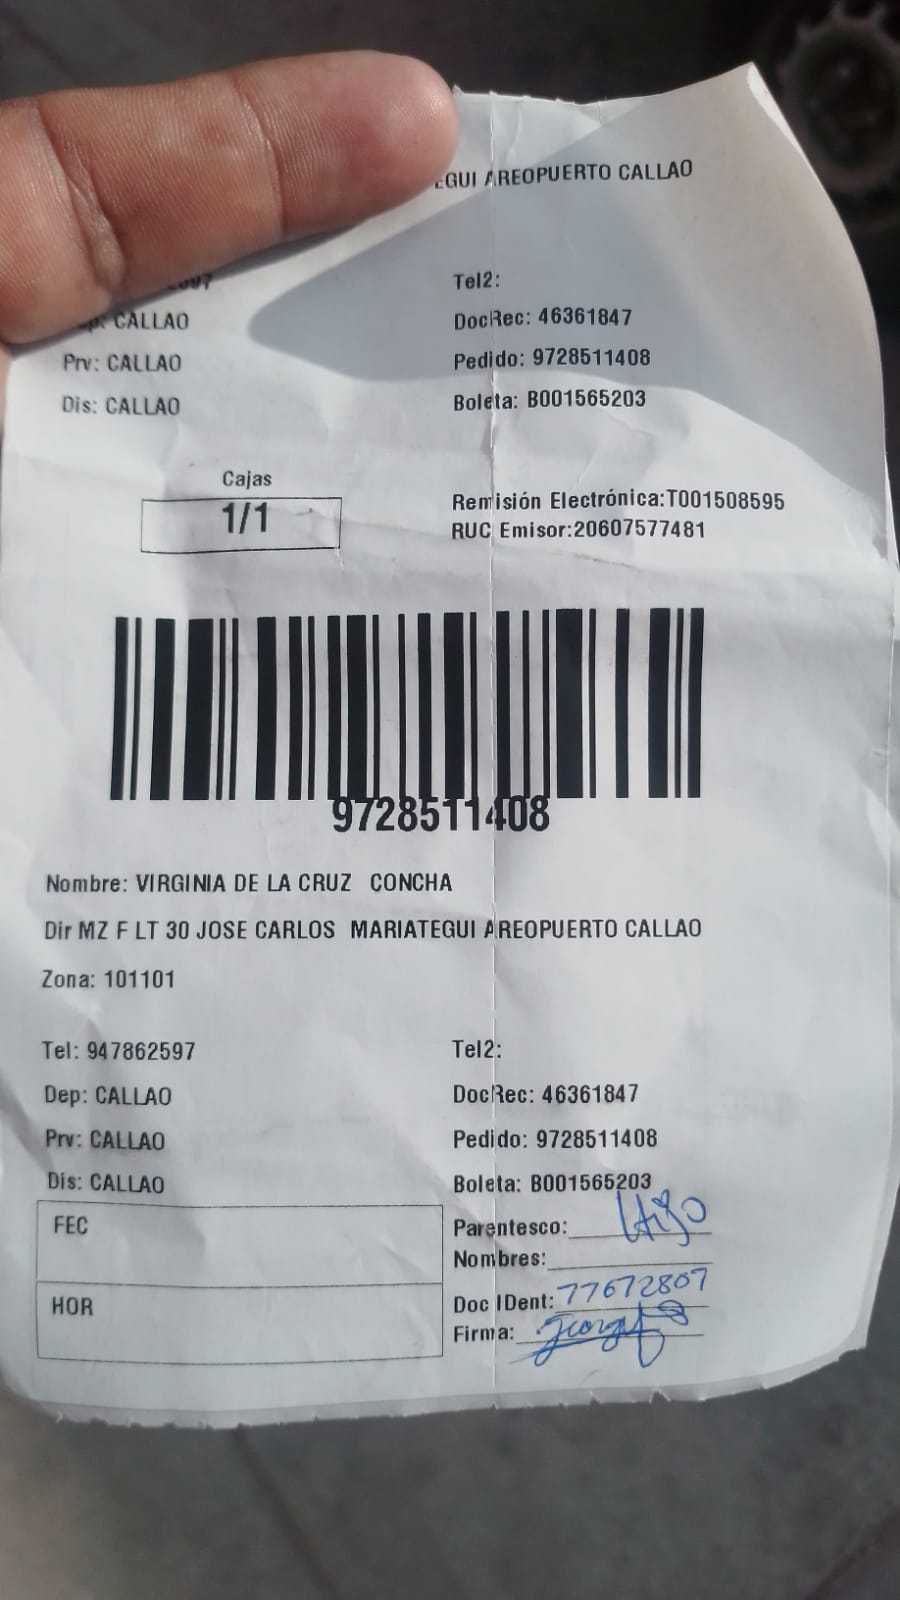 EGUI AREOPUERTO CALLAO
Tel2:
CALLAO
DocRec: 46361847
Prv: CALLAO
Pedido: 9728511408
Dis: CALLAO
Boleta: B001565203
Cajas
1/1
Remisión Electrónica:T001508595
RUC Emisor:20607577481
9728511408
Nombre: VIRGINIA DE LA CRUZ CONCHA
Dir MZ F LT 30 JOSE CARLOS MARIATEGUI AREOPUERTO CALLAO
Zona: 101101
Tel: 947862597
Tel2:
Dep: CALLAO
DocRec: 46361847
Prv: CALLAO
Pedido: 9728511408
Dis: CALLAO
Boleta: B001565203
FEC
Parentesco: Hijo
Nombres:
HOR
Doc IDent: 77672807
Firma: